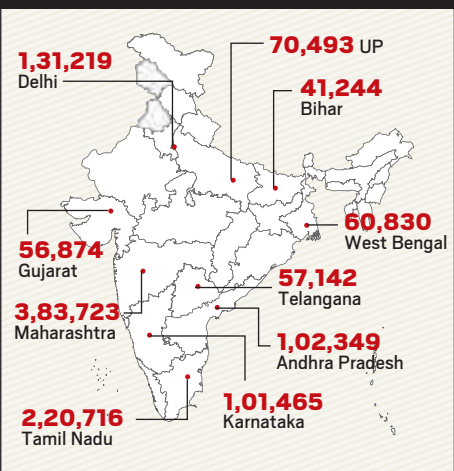 1,31,219
Delhi
70,493 UP
41,244
Bihar
60,830
West Bengal
56,874
Gujarat
57,142
Telangana
3,83,723
Maharashtra
1,02,349
Andhra Pradesh
1,01,465
Karnataka
2,20,716
Tamil Nadu